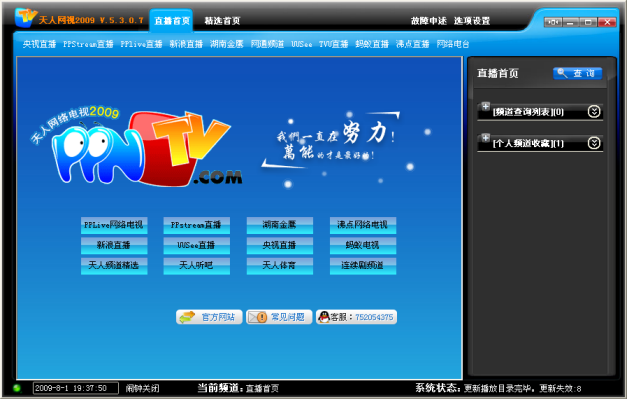 天人网视2009 V.5.3.0.7 直播首页 精选首页 故障申述 选项设置
央视直播 PPStream直播 PPLive直播 新浪直播 湖南金鹰 网通频道 UUSee TVU直播 蚂蚁直播 沸点直播 网络电台
直播首页 查 询
[频道查询列表](0)
[个人频道收藏](1)
天人网络电视2009
PPNTV
.COM
我們一直在努力!
萬能的才是最好的!
PPLive网络电视 PPstream直播 湖南金鹰 沸点网络电视
新浪直播 UUSee直播 央视直播 蚂蚁电视
天人频道精选 天人听吧 天人体育 连续剧频道
官方网站 常见问题 客服：752054375
2009-8-1 19:37:50 闹钟关闭 当前频道：直播首页 系统状态：更新播放目录完毕，更新失效:8